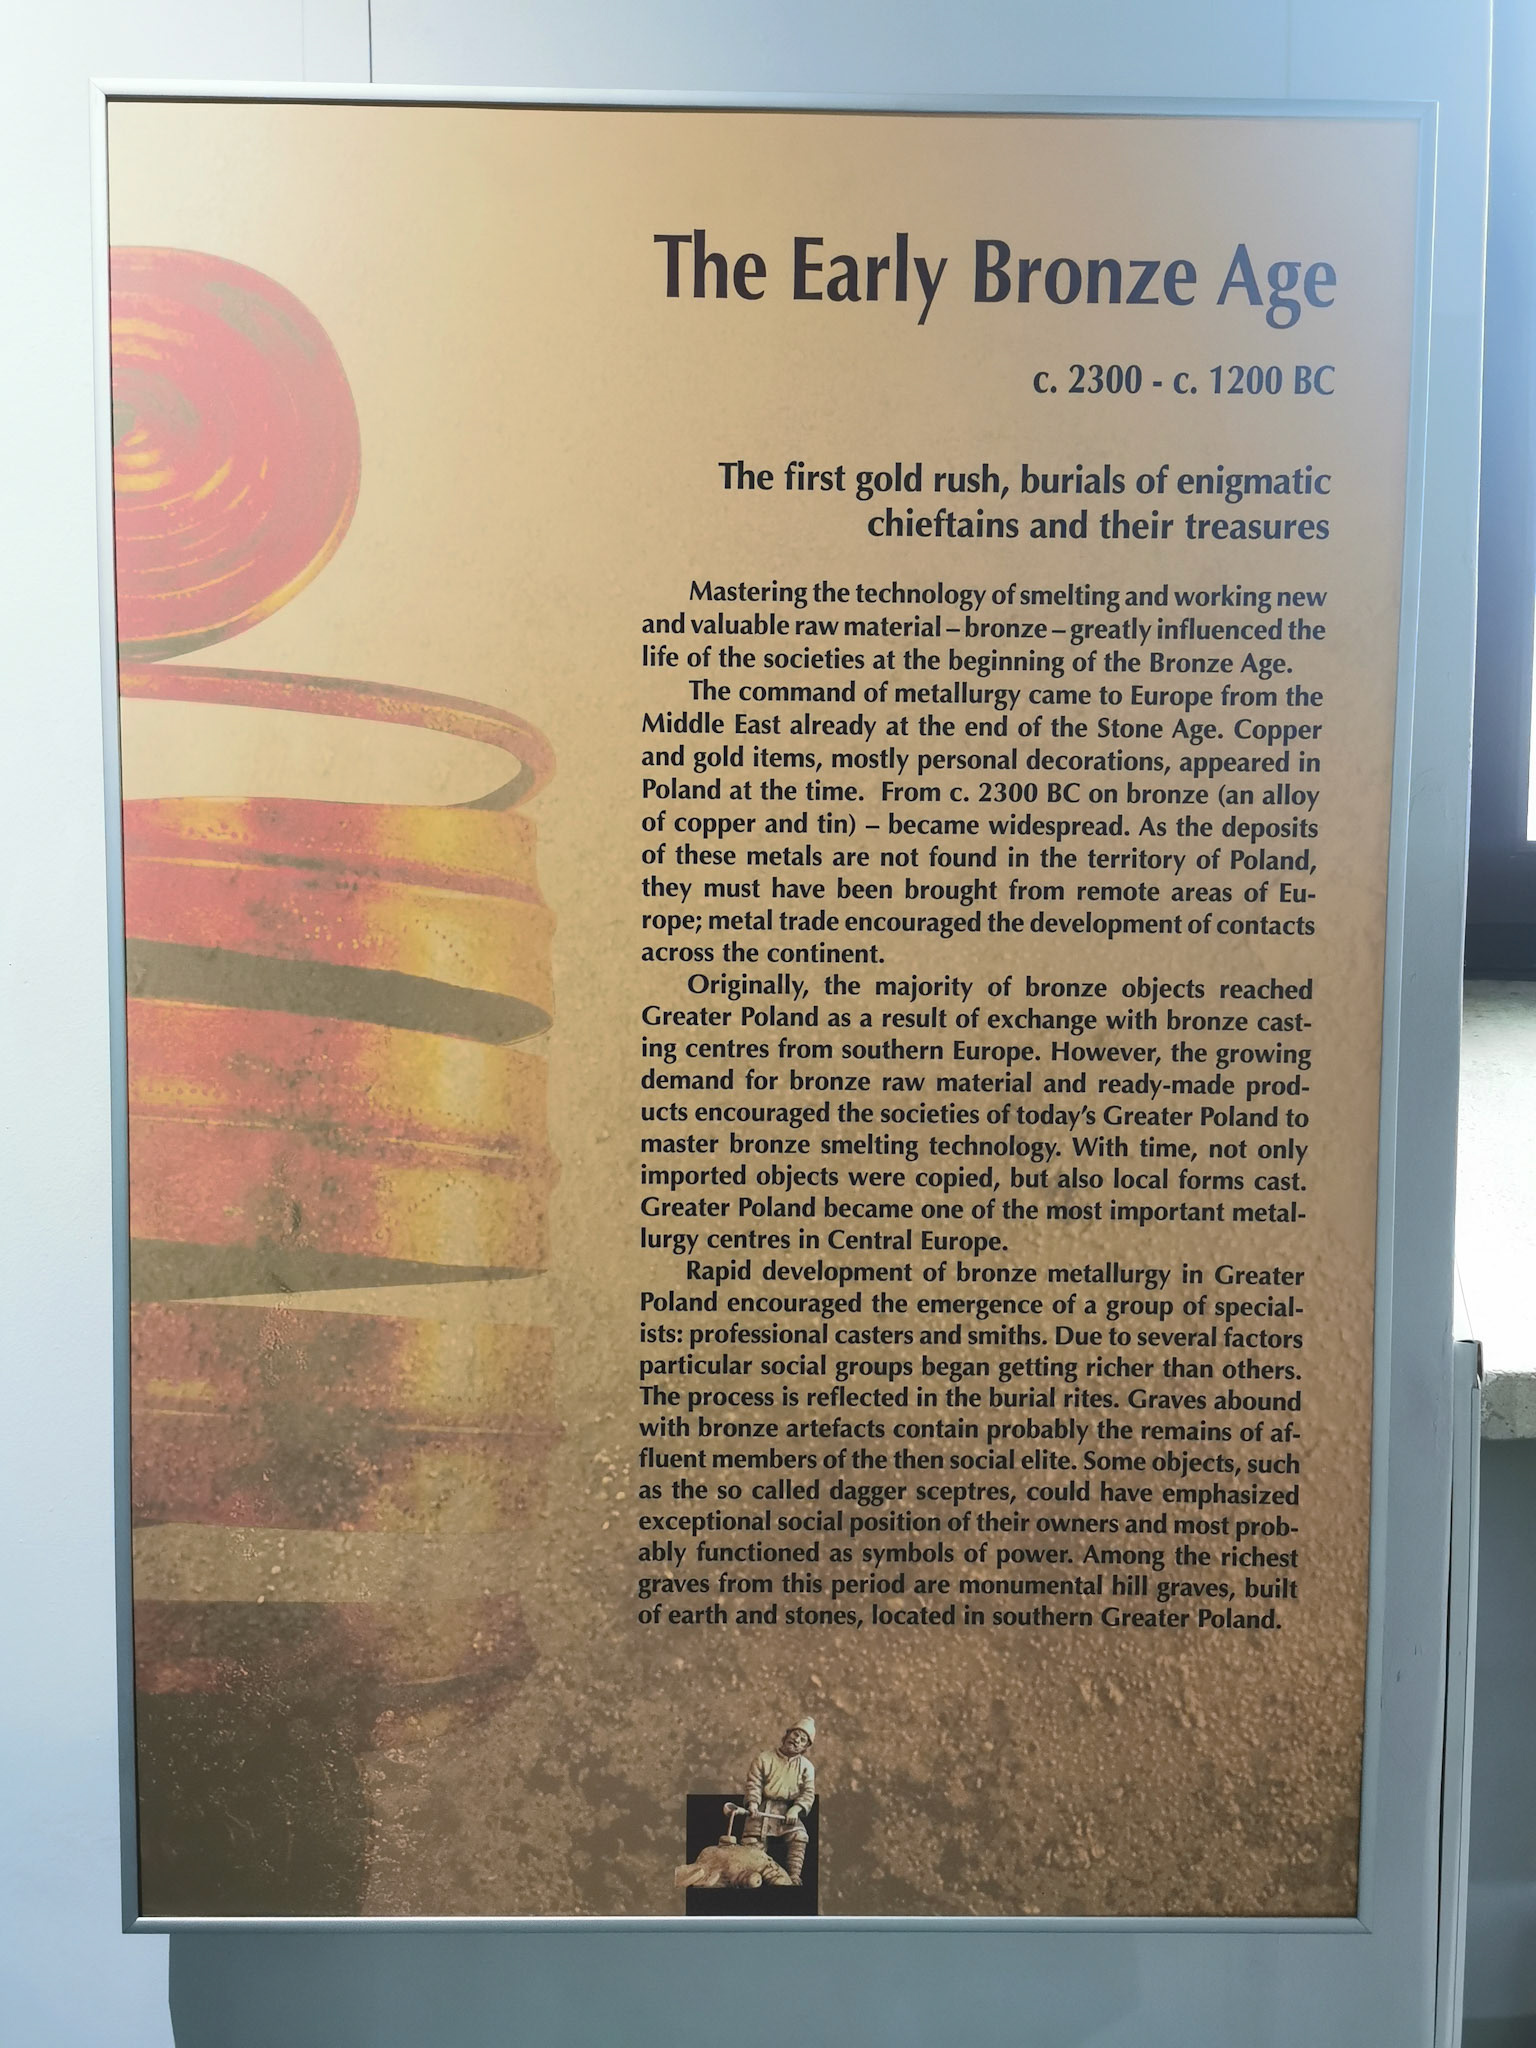 The Early Bronze Age
c. 2300 - c. 1200 BC
The first gold rush, burials of enigmatic
chieftains and their treasures
Mastering the technology of smelting and working new
and valuable raw material – bronze – greatly influenced the
life of the societies at the beginning of the Bronze Age.
The command of metallurgy came to Europe from the
Middle East already at the end of the Stone Age. Copper
and gold items, mostly personal decorations, appeared in
Poland at the time. From c. 2300 BC on bronze (an alloy
of copper and tin) – became widespread. As the deposits
of these metals are not found in the territory of Poland,
they must have been brought from remote areas of Eu-
rope; metal trade encouraged the development of contacts
across the continent.
Originally, the majority of bronze objects reached
Greater Poland as a result of exchange with bronze cast-
ing centres from southern Europe. However, the growing
demand for bronze raw material and ready-made prod-
ucts encouraged the societies of today's Greater Poland to
master bronze smelting technology. With time, not only
imported objects were copied, but also local forms cast.
Greater Poland became one of the most important metal-
lurgy centres in Central Europe.
Rapid development of bronze metallurgy in Greater
Poland encouraged the emergence of a group of special-
ists: professional casters and smiths. Due to several factors
particular social groups began getting richer than others.
The process is reflected in the burial rites. Graves abound
with bronze artefacts contain probably the remains of af-
fluent members of the then social elite. Some objects, such
as the so called dagger sceptres, could have emphasized
exceptional social position of their owners and most prob-
ably functioned as symbols of power. Among the richest
graves from this period are monumental hill graves, built
of earth and stones, located in southern Greater Poland.